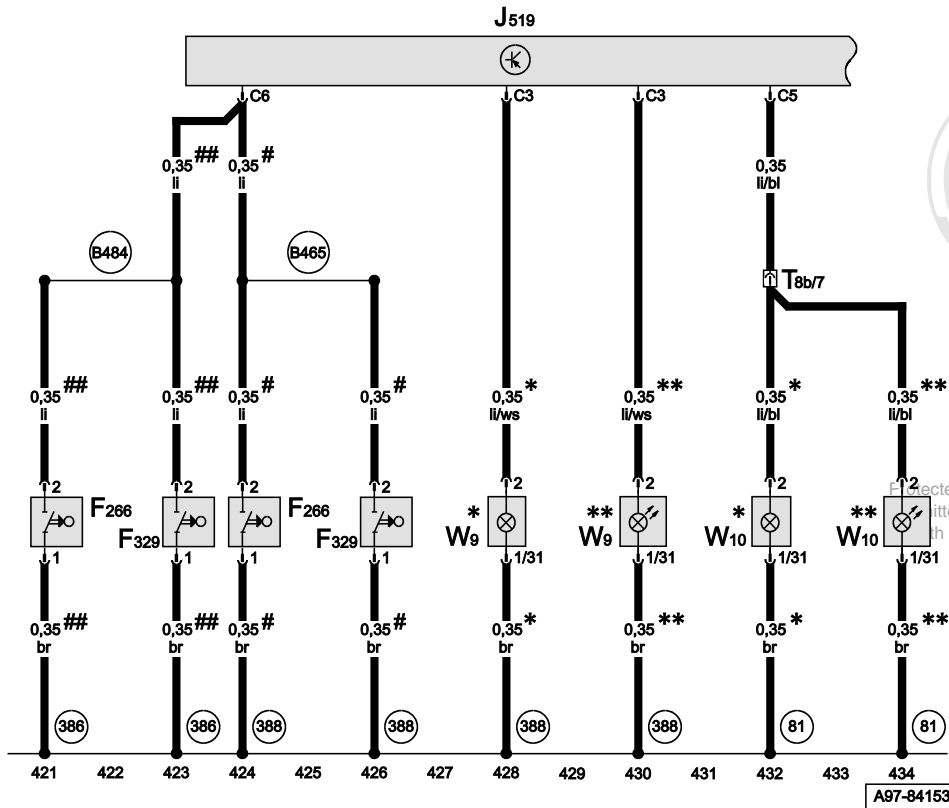 J519
C6 C3 C3 C5
0,35 ## 0,35 # 0,35
li li li/bl
B484 B465
T8b/7
0,35 ## 0,35 ## 0,35 # 0,35 # 0,35 * 0,35 ** 0,35 * 0,35 **
li li li li li/ws li/ws li/bl li/bl
2 2 2 2 2 2 2 2
F266 F329 F266 F329 * W9 ** W9 * W10 ** W10
1 1 1 1 1/31 1/31 1/31 1/31
0,35 ## 0,35 ## 0,35 # 0,35 # 0,35 * 0,35 ** 0,35 * 0,35 **
br br br br br br br br
386 386 388 388 388 388 81 81
421 422 423 424 425 426 427 428 429 430 431 432 433 434
A97-84153